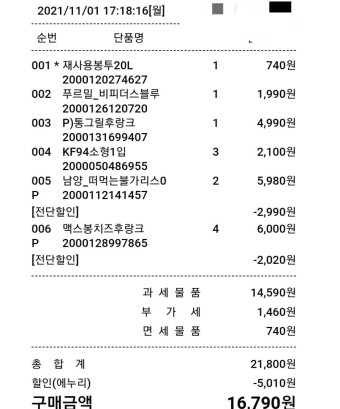 2021/11/01 17:18:16[월]
순번 단품명
001 * 재사용봉투20L 1 740원
2000120274627
002 푸르밀_비피더스블루 1 1,990원
2000126120720
003 P)통그릴후랑크 1 4,990원
2000131699407
004 KF94소형1입 3 2,100원
2000050486955
005 남양_떠먹는불가리스0 2 5,980원
P 2000112141457
[전단할인] -2,990원
006 맥스봉치즈후랑크 4 6,000원
P 2000128997865
[전단할인] -2,020원
과 세 물 품 14,590원
부 가 세 1,460원
면 세 물 품 740원
총 합 계 21,800원
할인(에누리) -5,010원
구매금액 16,790원